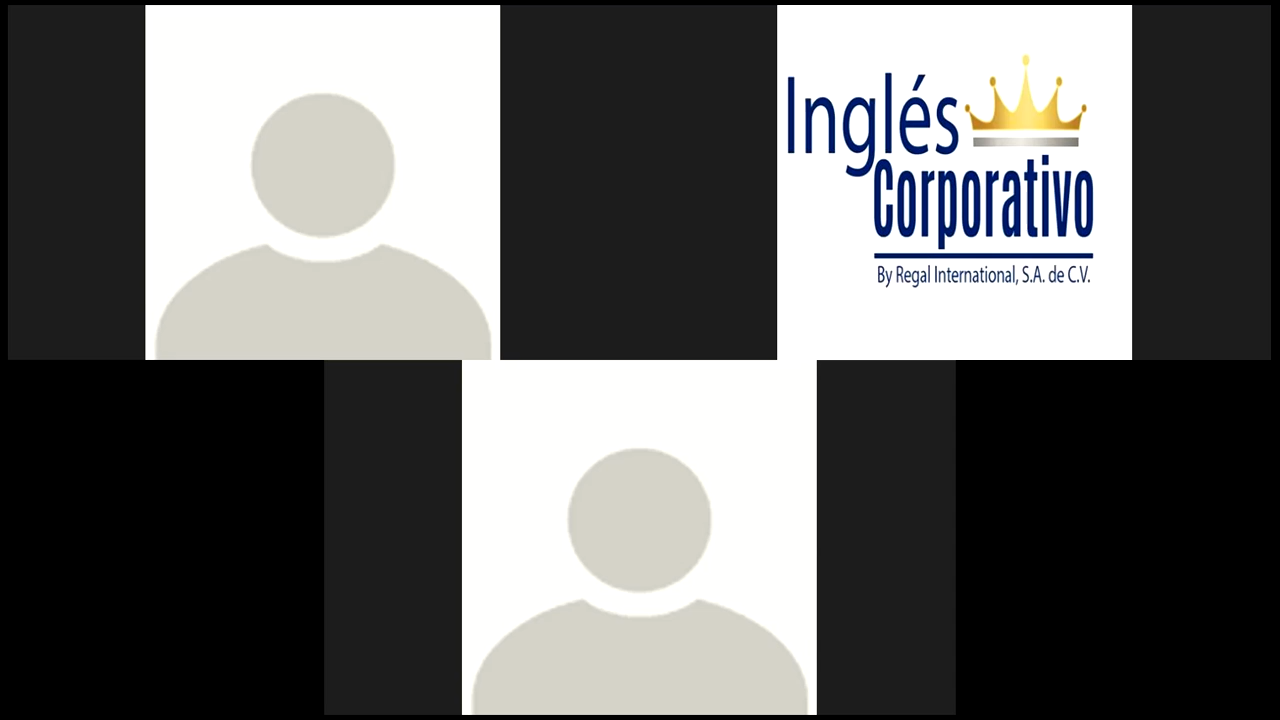 Inglés
Corporativo
By Regal International, S.A. de C.V.